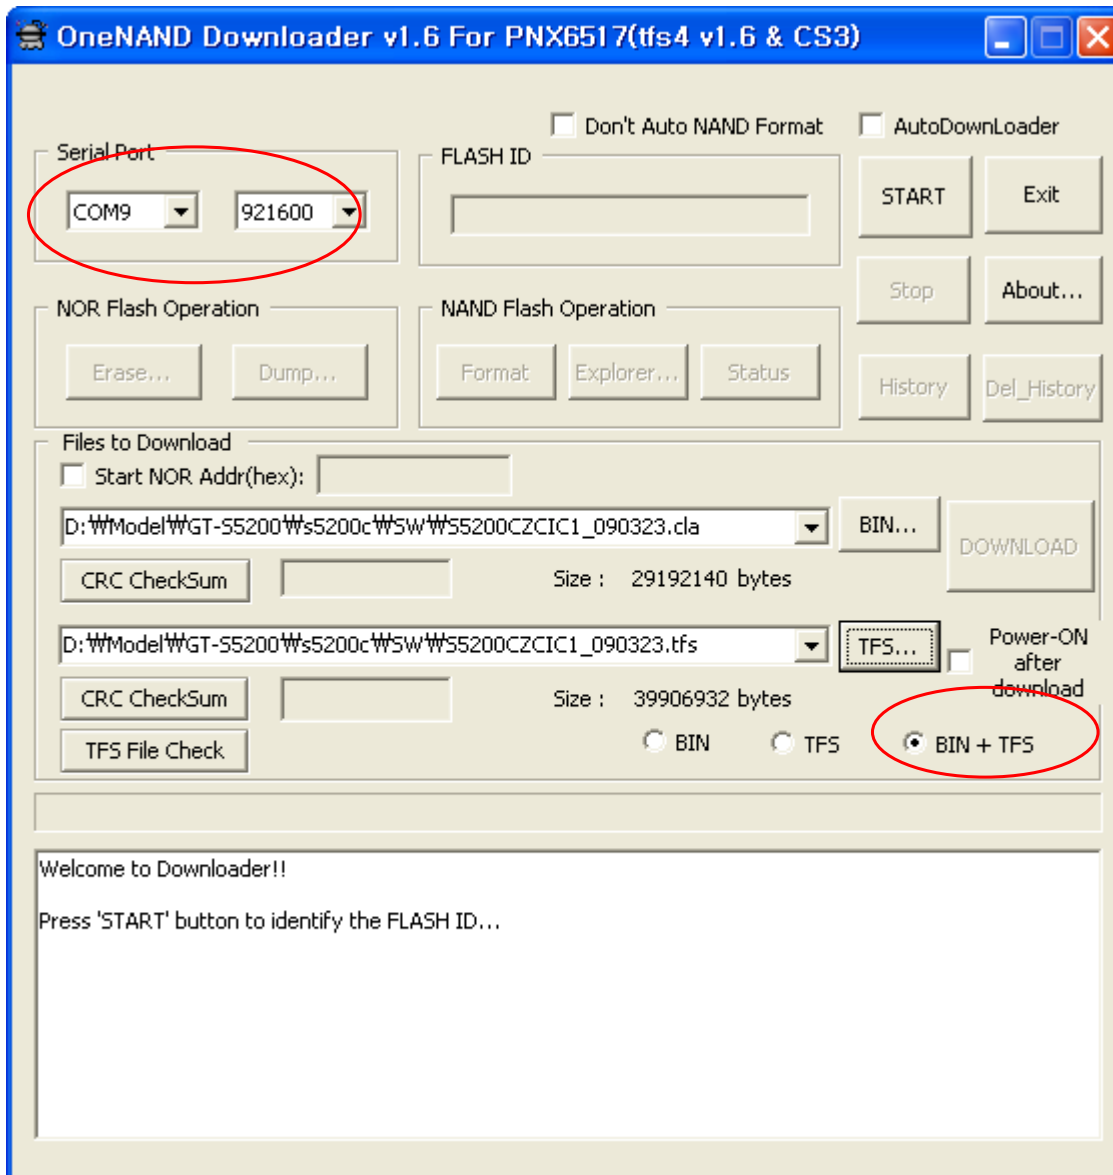 OneNAND Downloader v1.6 For PNX6517(tfs4 v1.6 & CS3)
Don't Auto NAND Format
AutoDownLoader
Serial Port
FLASH ID
COM9
921600
START
Exit
Stop
About...
NOR Flash Operation
NAND Flash Operation
Erase...
Dump...
Format
Explorer...
Status
History
Del_History
Files to Download
Start NOR Addr(hex):
D:₩Model₩GT-S5200₩s5200c₩SW₩S5200CZCIC1_090323.cla
BIN...
DOWNLOAD
CRC CheckSum
Size : 29192140 bytes
D:₩Model₩GT-S5200₩s5200c₩SW₩S5200CZCIC1_090323.tfs
TFS...
Power-ON
after
download
CRC CheckSum
Size : 39906932 bytes
TFS File Check
BIN
TFS
BIN + TFS
Welcome to Downloader!!
Press 'START' button to identify the FLASH ID...